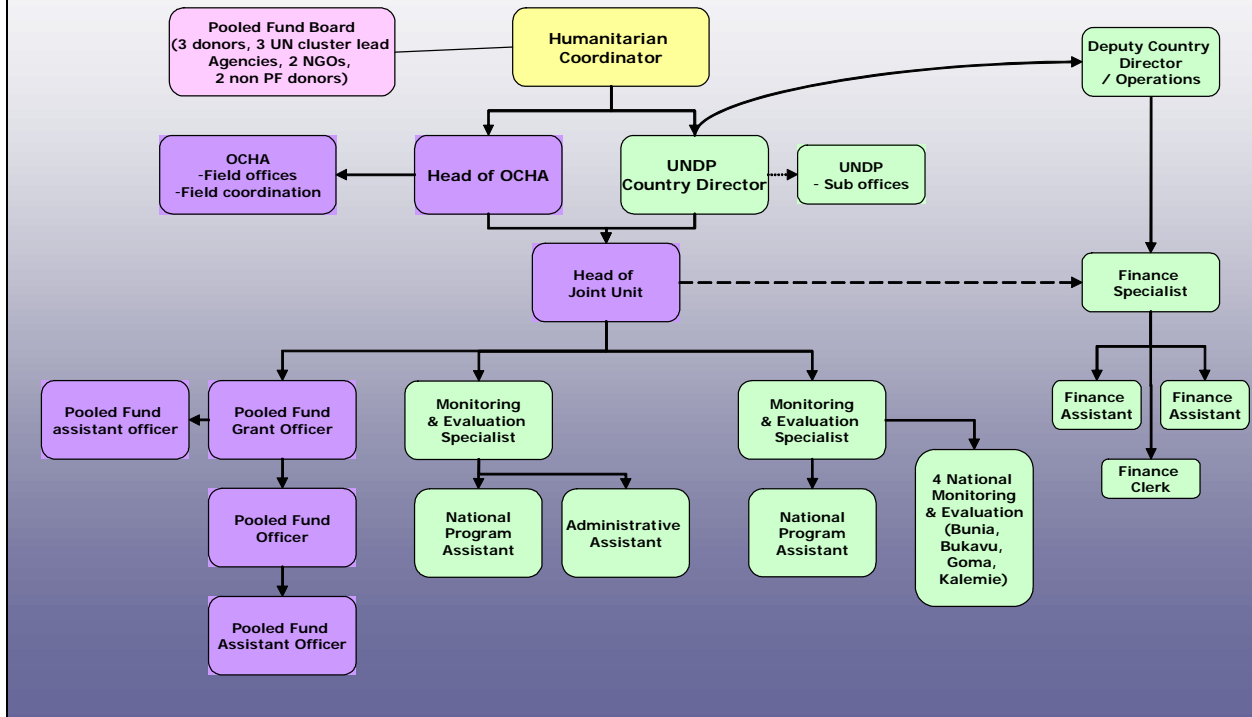 Pooled Fund Board
(3 donors, 3 UN cluster lead
Agencies, 2 NGOs,
2 non PF donors)
Humanitarian
Coordinator
Deputy Country
Director
/ Operations
OCHA
-Field offices
-Field coordination
Head of OCHA
UNDP
Country Director
UNDP
- Sub offices
Head of
Joint Unit
Finance
Specialist
Pooled Fund
assistant officer
Pooled Fund
Grant Officer
Monitoring
& Evaluation
Specialist
Monitoring
& Evaluation
Specialist
Finance
Assistant
Finance
Assistant
4 National
Monitoring
& Evaluation
(Bunia,
Bukavu,
Goma,
Kalemie)
Finance
Clerk
Pooled Fund
Officer
National
Program
Assistant
Administrative
Assistant
National
Program
Assistant
Pooled Fund
Assistant Officer